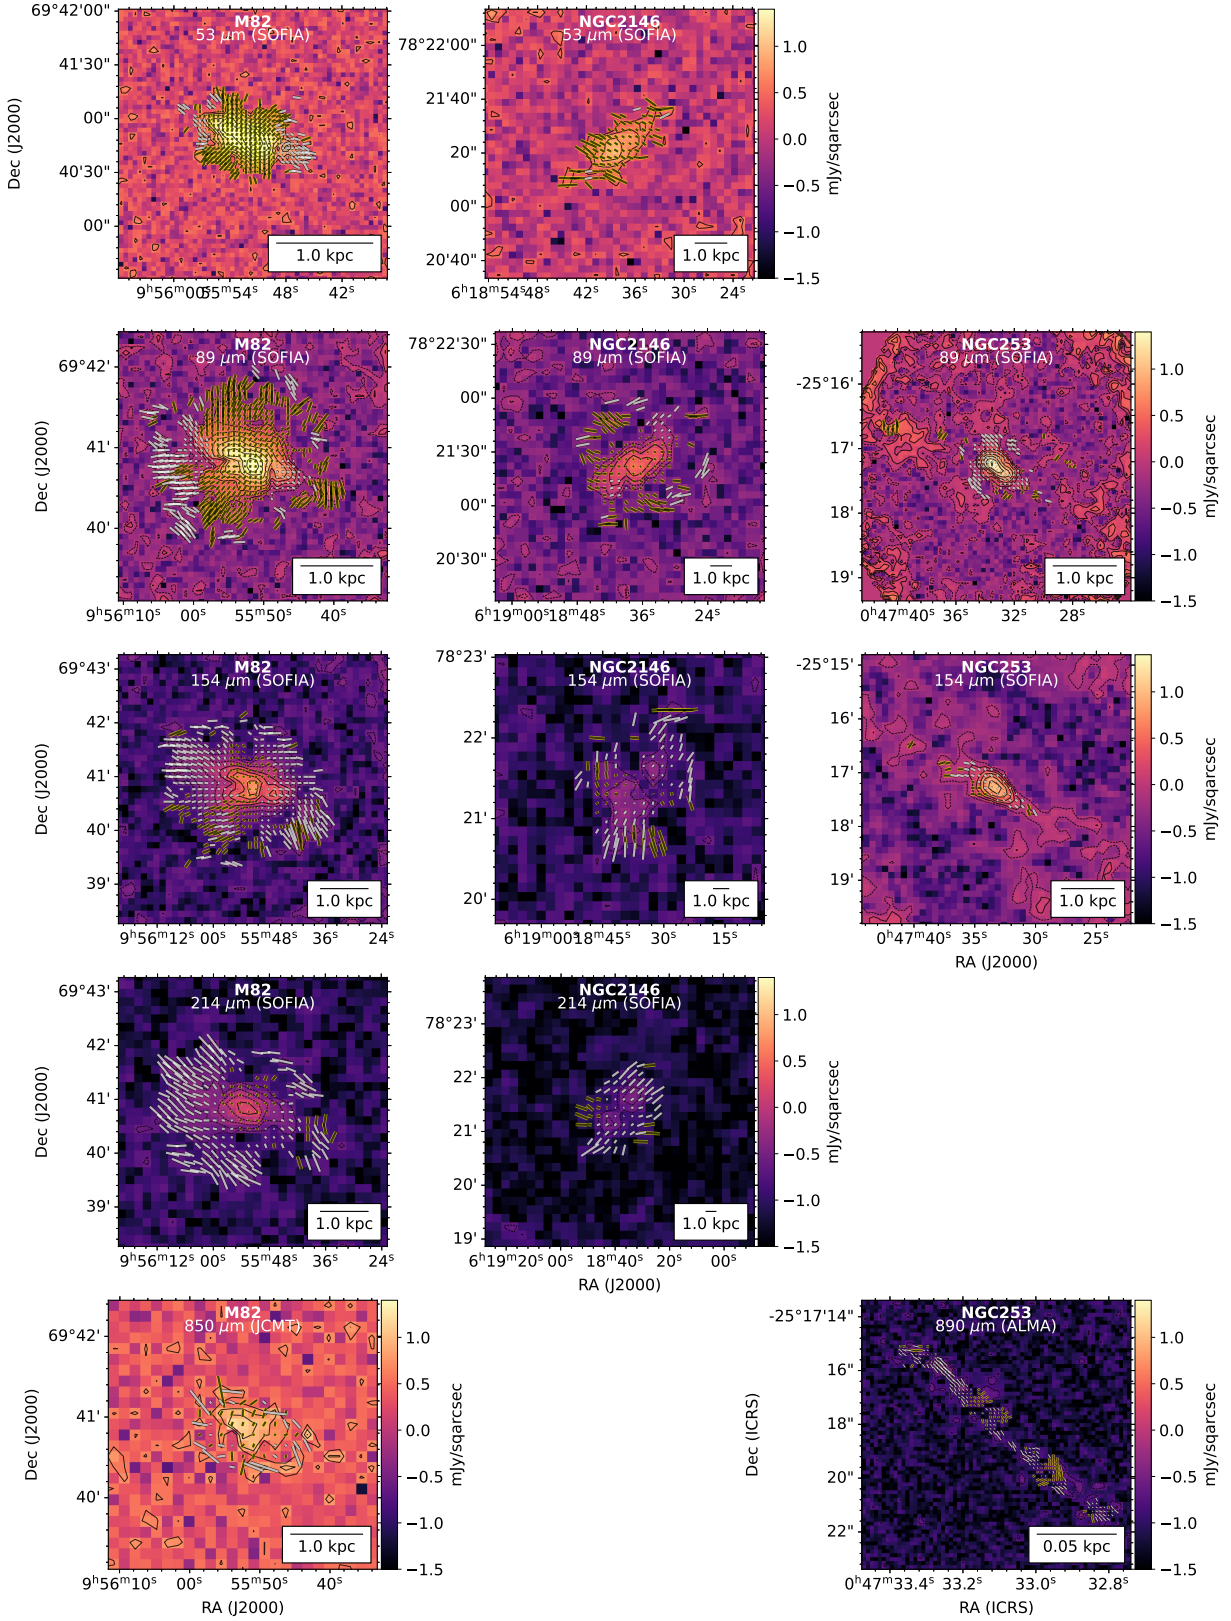 M82
53 μm (SOFIA)
69°42'00"
41'30"
00"
40'30"
00"
Dec (J2000)
1.0 kpc
9ʰ56ᵐ00ˢ 55ˢ54ˢ 48ˢ 42ˢ
NGC2146
53 μm (SOFIA)
78°22'00"
21'40"
20"
00"
20'40"
1.0 kpc
6ʰ18ᵐ54ˢ 48ˢ 42ˢ 36ˢ 30ˢ 24ˢ
1.0
0.5
0.0
−0.5
−1.0
−1.5
mJy/sqarcsec
M82
89 μm (SOFIA)
69°42'
41'
40'
Dec (J2000)
1.0 kpc
9ʰ56ᵐ10ˢ 00ˢ 55ˢ50ˢ 40ˢ
NGC2146
89 μm (SOFIA)
78°22'30"
00"
21'30"
00"
20'30"
1.0 kpc
6ʰ19ᵐ00ˢ18ˢ48ˢ 36ˢ 24ˢ
NGC253
89 μm (SOFIA)
-25°16'
17'
18'
19'
1.0 kpc
0ʰ47ᵐ40ˢ 36ˢ 32ˢ 28ˢ
1.0
0.5
0.0
−0.5
−1.0
−1.5
mJy/sqarcsec
M82
154 μm (SOFIA)
69°43'
42'
41'
40'
39'
Dec (J2000)
1.0 kpc
9ʰ56ᵐ12ˢ 00ˢ 55ˢ48ˢ 36ˢ 24ˢ
NGC2146
154 μm (SOFIA)
78°23'
22'
21'
20'
1.0 kpc
6ʰ19ᵐ00ˢ18ˢ45ˢ 30ˢ 15ˢ
NGC253
154 μm (SOFIA)
-25°15'
16'
17'
18'
19'
1.0 kpc
0ʰ47ᵐ40ˢ 35ˢ 30ˢ 25ˢ
RA (J2000)
1.0
0.5
0.0
−0.5
−1.0
−1.5
mJy/sqarcsec
M82
214 μm (SOFIA)
69°43'
42'
41'
40'
39'
Dec (J2000)
1.0 kpc
9ʰ56ᵐ12ˢ 00ˢ 55ˢ48ˢ 36ˢ 24ˢ
NGC2146
214 μm (SOFIA)
78°23'
22'
21'
20'
19'
1.0 kpc
6ʰ19ᵐ20ˢ 00ˢ 18ᵐ40ˢ 20ˢ 00ˢ
RA (J2000)
1.0
0.5
0.0
−0.5
−1.0
−1.5
mJy/sqarcsec
M82
850 μm (JCMT)
69°42'
41'
40'
Dec (J2000)
1.0 kpc
9ʰ56ᵐ10ˢ 00ˢ 55ˢ50ˢ 40ˢ
RA (J2000)
1.0
0.5
0.0
−0.5
−1.0
−1.5
mJy/sqarcsec
NGC253
890 μm (ALMA)
-25°17'14"
16"
18"
20"
22"
Dec (ICRS)
0.05 kpc
0ʰ47ᵐ33.4ˢ 33.2ˢ 33.0ˢ 32.8ˢ
RA (ICRS)
1.0
0.5
0.0
−0.5
−1.0
−1.5
mJy/sqarcsec